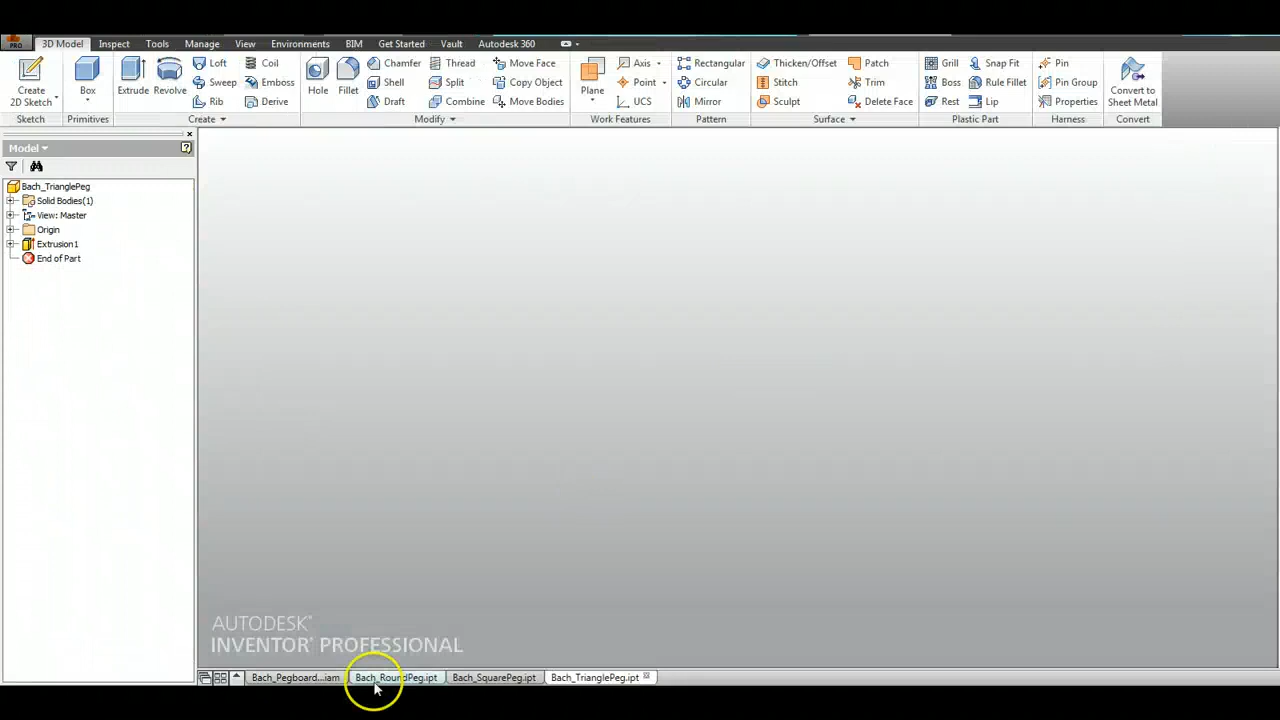 PRO
3D Model Inspect Tools Manage View Environments BIM Get Started Vault Autodesk 360
Create
2D Sketch
Sketch
Box
Primitives
Extrude
Revolve
Loft
Sweep
Rib
Coil
Emboss
Derive
Create
Hole
Fillet
Chamfer
Shell
Draft
Thread
Split
Combine
Move Face
Copy Object
Move Bodies
Modify
Plane
Axis
Point
UCS
Work Features
Rectangular
Circular
Mirror
Pattern
Thicken/Offset
Stitch
Sculpt
Patch
Trim
Delete Face
Surface
Grill
Boss
Rest
Snap Fit
Rule Fillet
Lip
Plastic Part
Pin
Pin Group
Properties
Harness
Convert to
Sheet Metal
Convert
Model
Bach_TrianglePeg
Solid Bodies(1)
View: Master
Origin
Extrusion1
End of Part
AUTODESK®
INVENTOR® PROFESSIONAL
Bach_Pegboard...iam Bach_RoundPeg.ipt Bach_SquarePeg.ipt Bach_TrianglePeg.ipt